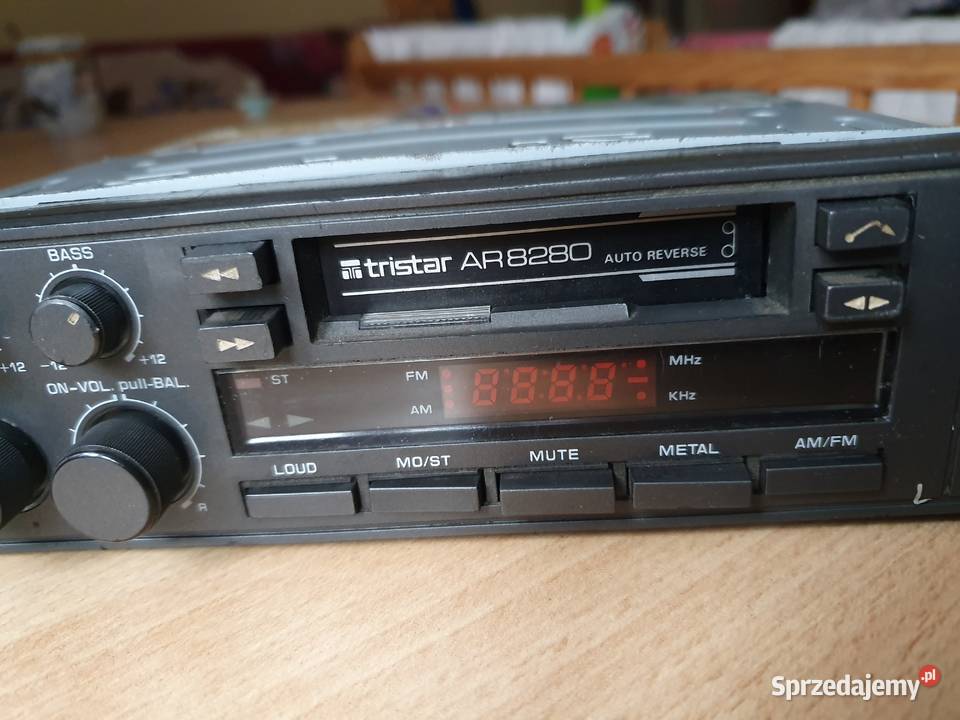 BASS
+12
-12
+12
ON-VOL. pull-BAL.
R
tristar AR8280 AUTO REVERSE
ST
FM
AM
8888
MHz
KHz
LOUD
MO/ST
MUTE
METAL
AM/FM
Sprzedajemy.pl